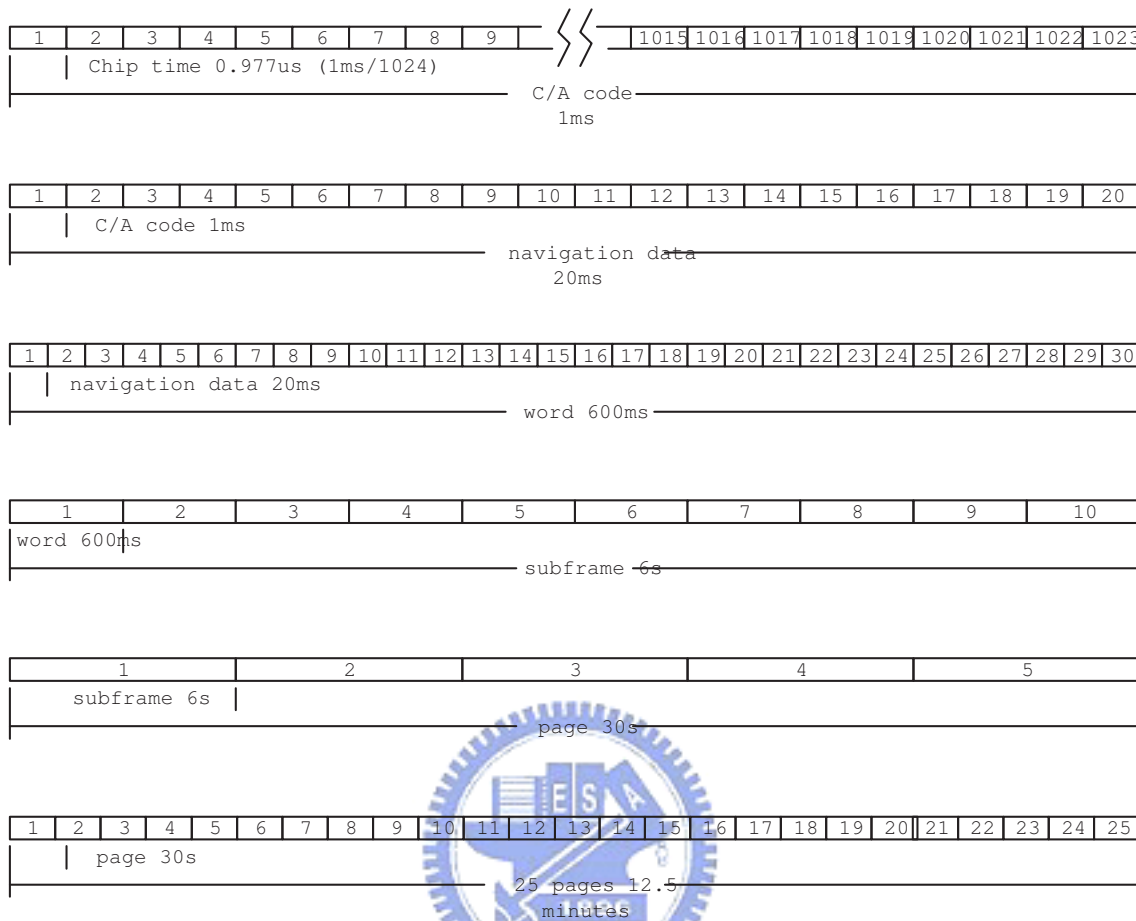 1 2 3 4 5 6 7 8 9 1015 1016 1017 1018 1019 1020 1021 1022 1023
Chip time 0.977us (1ms/1024)
C/A code
1ms
1 2 3 4 5 6 7 8 9 10 11 12 13 14 15 16 17 18 19 20
C/A code 1ms
navigation data
20ms
1 2 3 4 5 6 7 8 9 10 11 12 13 14 15 16 17 18 19 20 21 22 23 24 25 26 27 28 29 30
navigation data 20ms
word 600ms
1 2 3 4 5 6 7 8 9 10
word 600ms
subframe 6s
1 2 3 4 5
subframe 6s
page 30s
E S A
1 2 3 4 5 6 7 8 9 10 11 12 13 14 15 16 17 18 19 20 21 22 23 24 25
page 30s
25 pages 12.5
minutes
1896